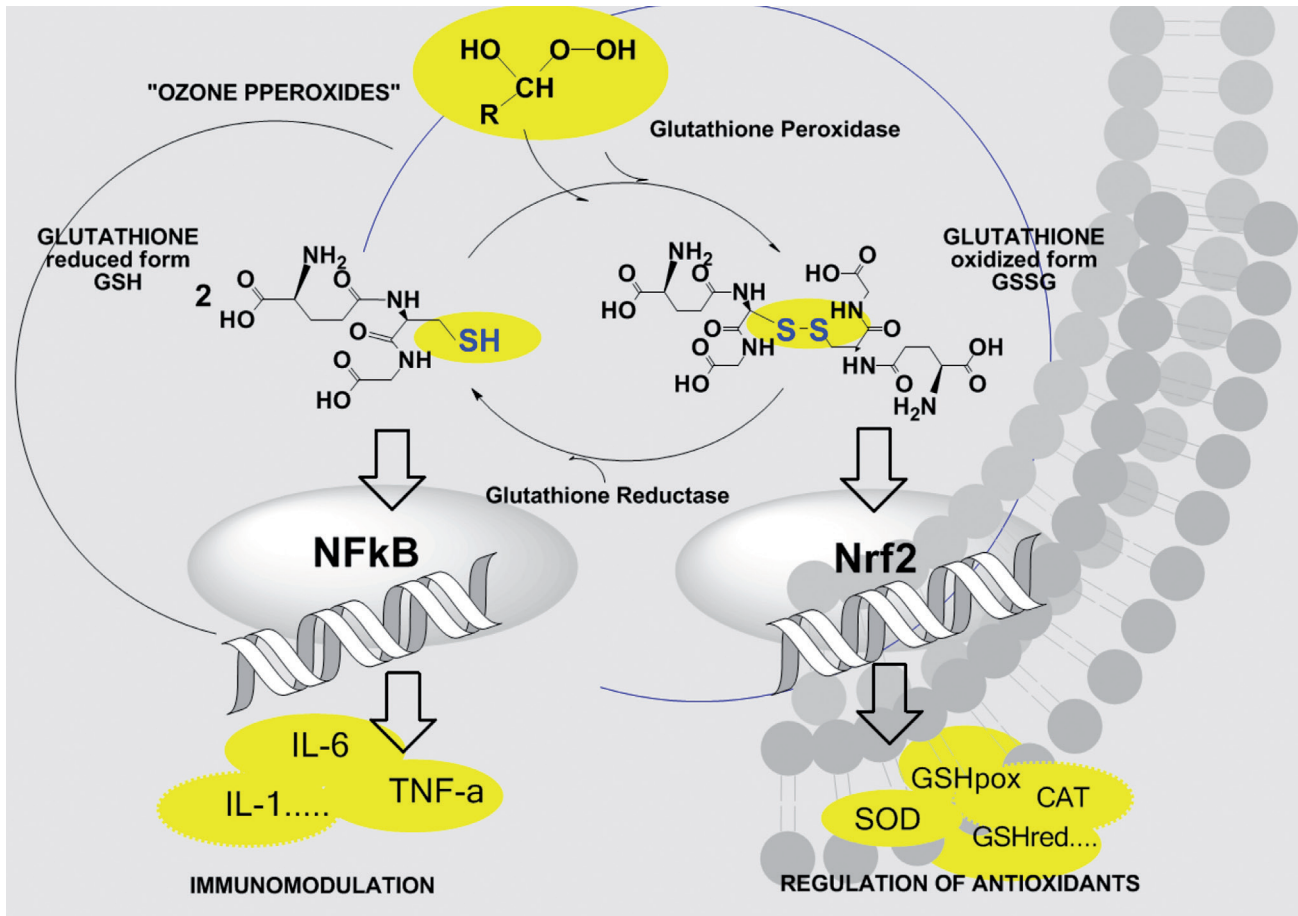 HO O—OH
CH
R
"OZONE PPEROXIDES"
Glutathione Peroxidase
GLUTATHIONE
reduced form
GSH
2
NH2
O
O
HO
NH
O
NH
SH
O
HO
GLUTATHIONE
oxidized form
GSSG
NH2
O
O
HO
NH
O
NH
O
HO
S-S
HO
O
HN
O
HN
O
OH
O
H2N
Glutathione Reductase
NFkB
Nrf2
IL-6
TNF-a
IL-1.....
GSHpox
CAT
SOD
GSHred....
IMMUNOMODULATION
REGULATION OF ANTIOXIDANTS